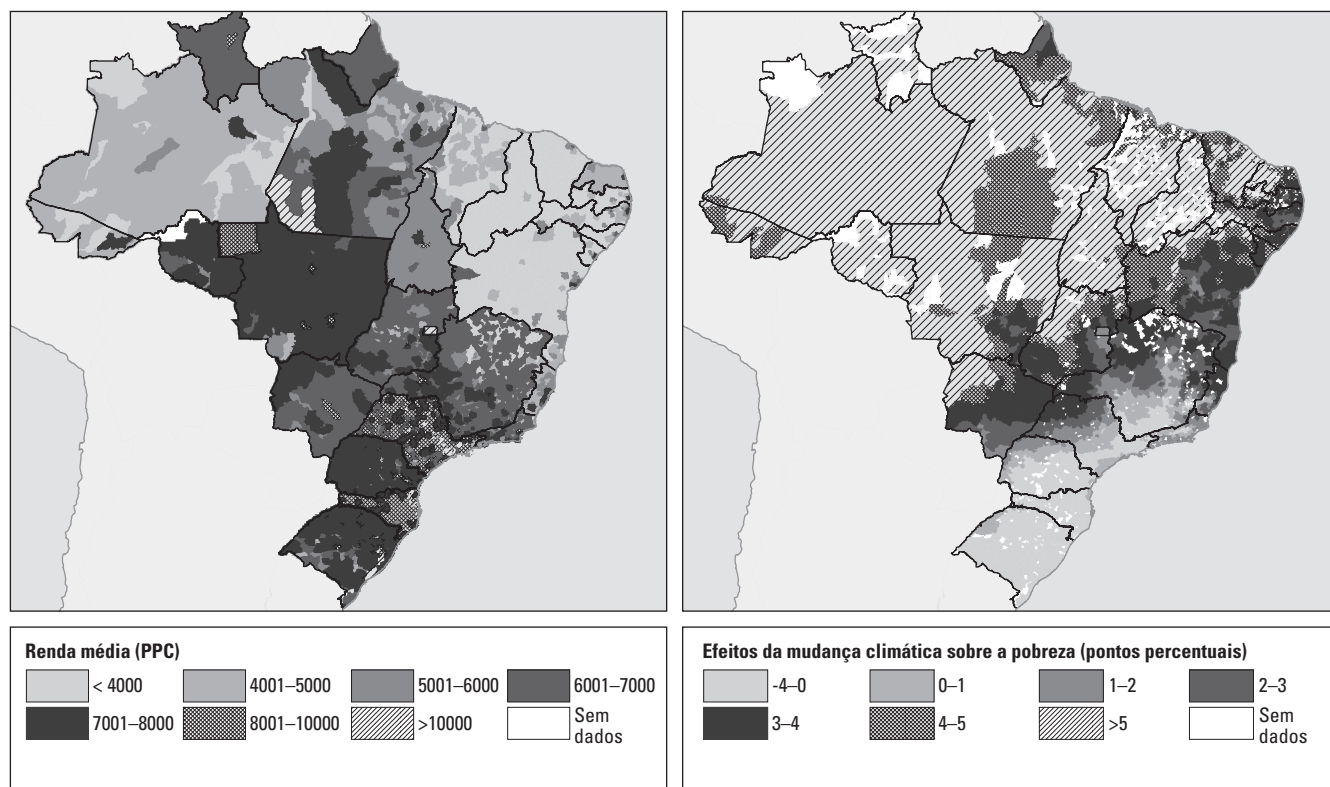 Renda média (PPC)
< 4000
4001–5000
5001–6000
6001–7000
7001–8000
8001–10000
>10000
Sem
dados
Efeitos da mudança climática sobre a pobreza (pontos percentuais)
-4–0
0–1
1–2
2–3
3–4
4–5
>5
Sem
dados